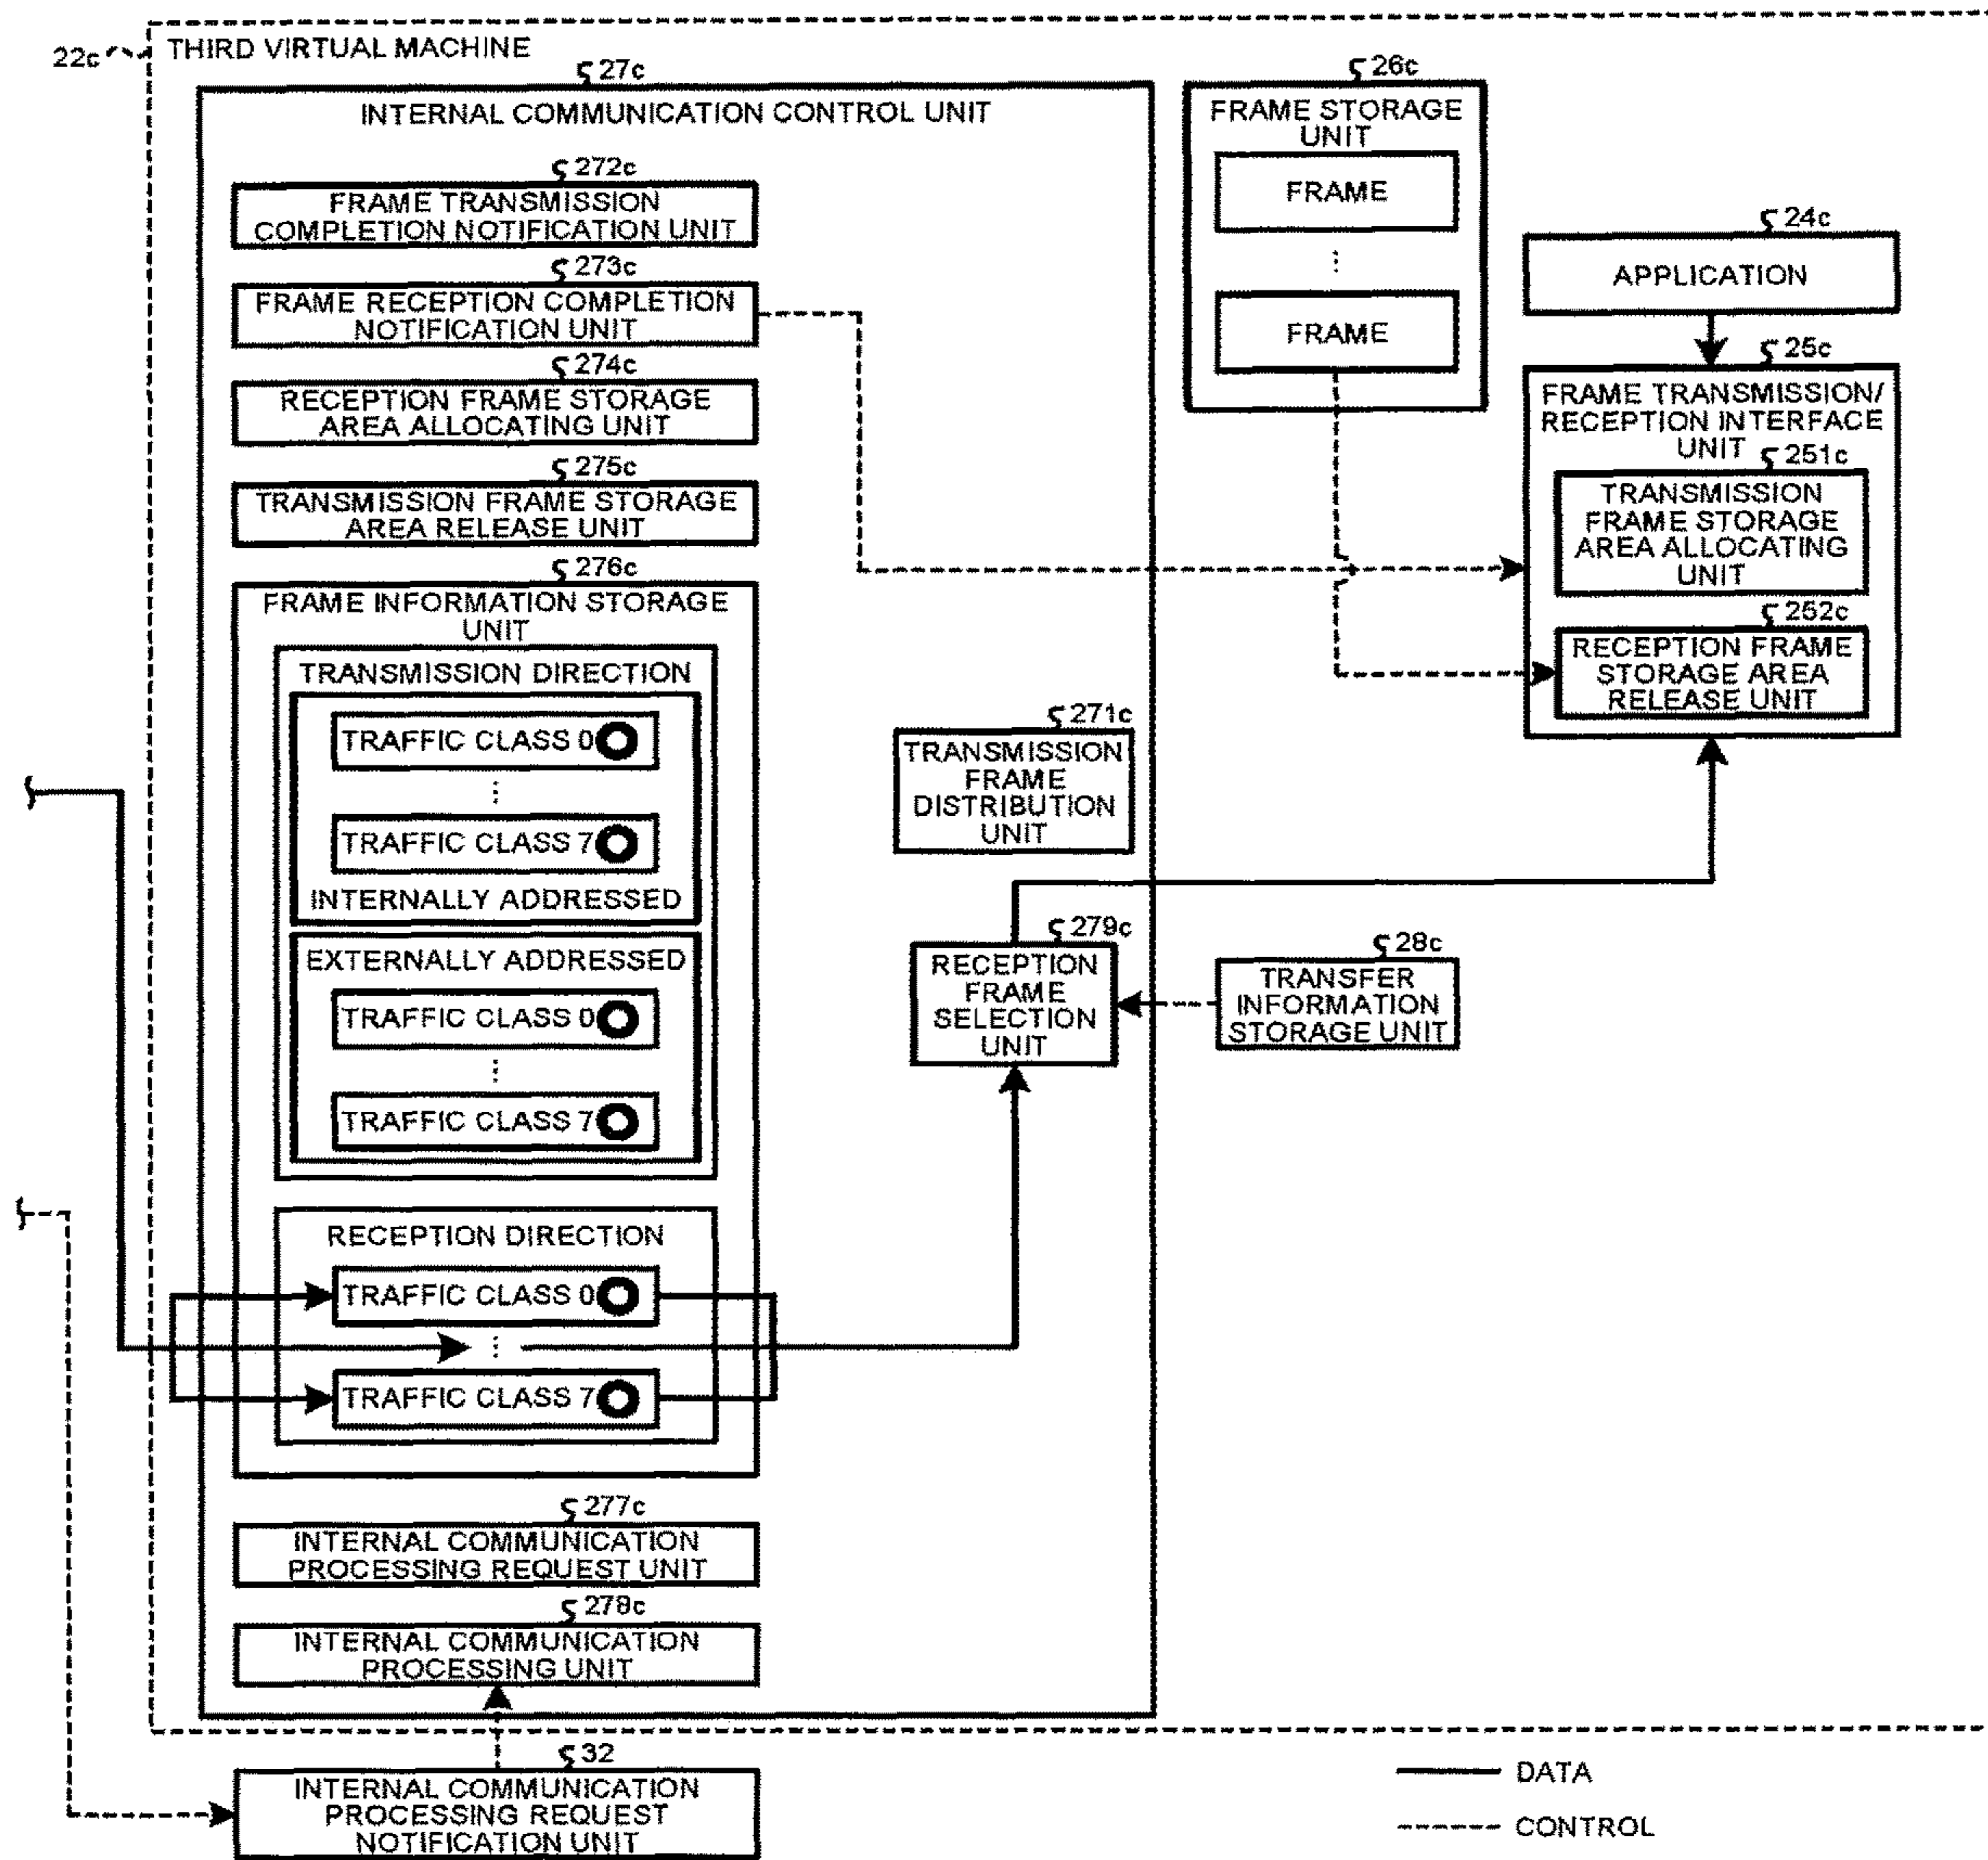 22c
THIRD VIRTUAL MACHINE
27c
INTERNAL COMMUNICATION CONTROL UNIT
272c
FRAME TRANSMISSION
COMPLETION NOTIFICATION UNIT
273c
FRAME RECEPTION COMPLETION
NOTIFICATION UNIT
274c
RECEPTION FRAME STORAGE
AREA ALLOCATING UNIT
275c
TRANSMISSION FRAME STORAGE
AREA RELEASE UNIT
276c
FRAME INFORMATION STORAGE
UNIT
TRANSMISSION DIRECTION
TRAFFIC CLASS 0
⋮
TRAFFIC CLASS 7
INTERNALLY ADDRESSED
EXTERNALLY ADDRESSED
TRAFFIC CLASS 0
⋮
TRAFFIC CLASS 7
RECEPTION DIRECTION
TRAFFIC CLASS 0
⋮
TRAFFIC CLASS 7
277c
INTERNAL COMMUNICATION
PROCESSING REQUEST UNIT
278c
INTERNAL COMMUNICATION
PROCESSING UNIT
32
INTERNAL COMMUNICATION
PROCESSING REQUEST
NOTIFICATION UNIT
271c
TRANSMISSION
FRAME
DISTRIBUTION
UNIT
279c
RECEPTION
FRAME
SELECTION
UNIT
26c
FRAME STORAGE
UNIT
FRAME
⋮
FRAME
28c
TRANSFER
INFORMATION
STORAGE UNIT
24c
APPLICATION
25c
FRAME TRANSMISSION/
RECEPTION INTERFACE
UNIT
251c
TRANSMISSION
FRAME STORAGE
AREA ALLOCATING
UNIT
252c
RECEPTION FRAME
STORAGE AREA
RELEASE UNIT
DATA
CONTROL